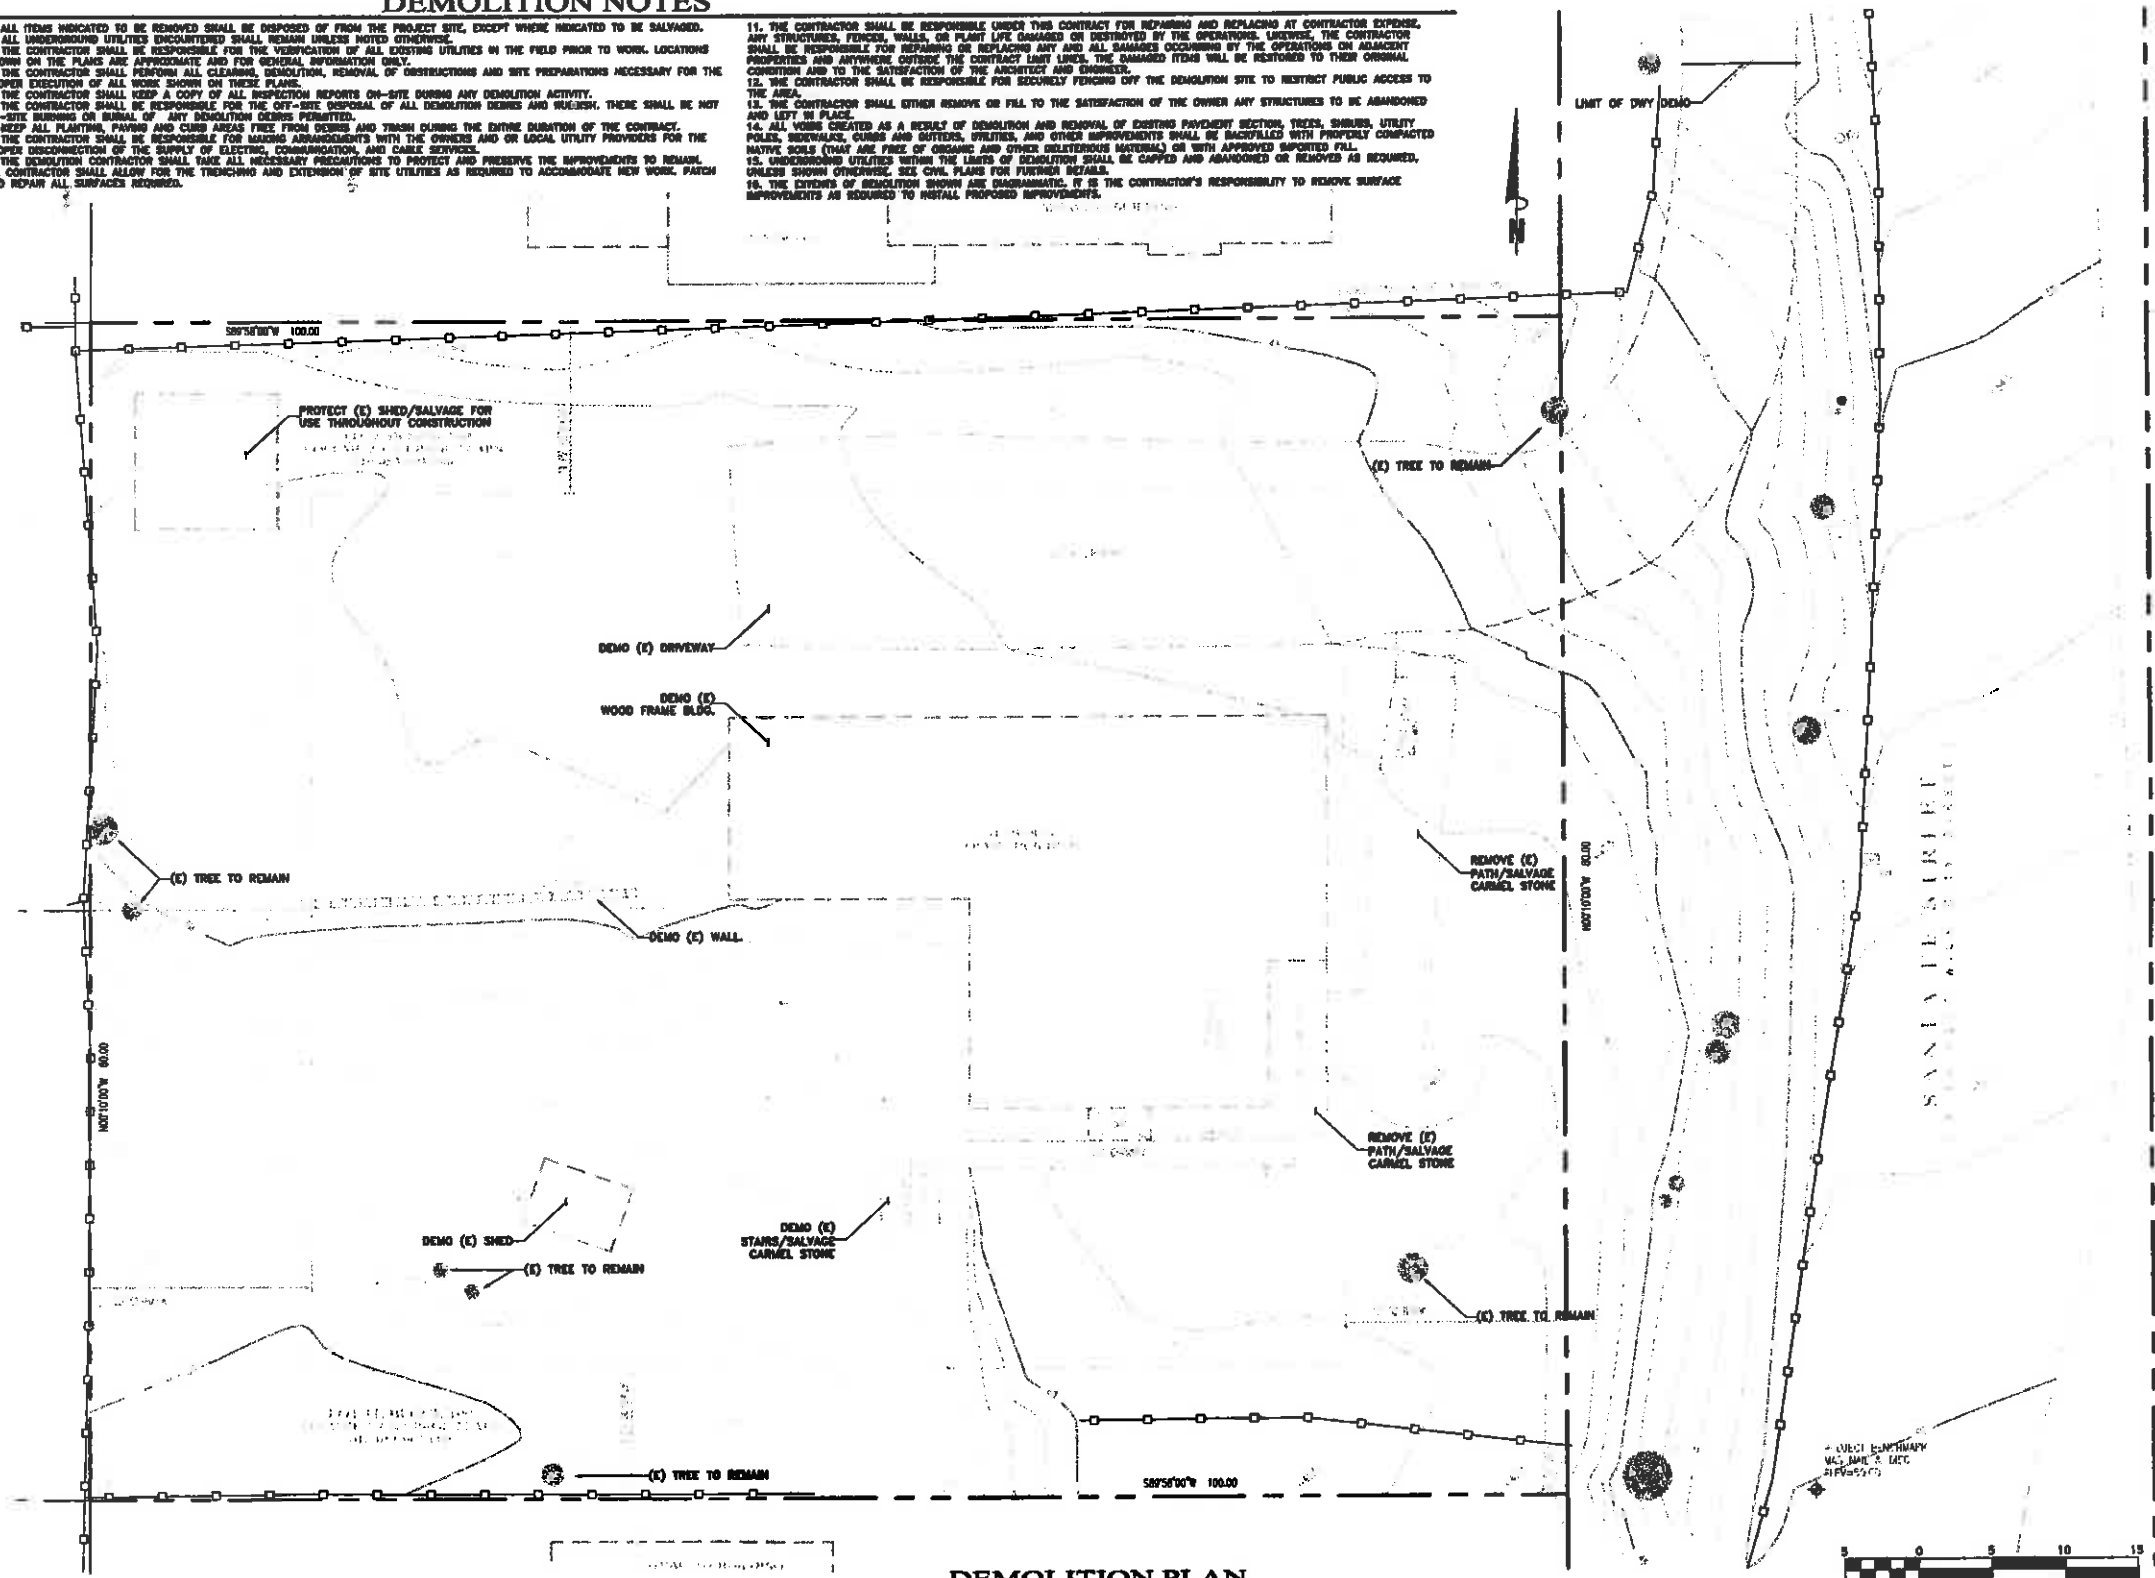 DEMOLITION NOTES
ALL ITEMS INDICATED TO BE REMOVED SHALL BE DISPOSED OF FROM THE PROJECT SITE, EXCEPT WHERE INDICATED TO BE SALVAGED.
ALL UNDERGROUND UTILITIES ENCOUNTERED SHALL REMAIN UNLESS NOTED OTHERWISE.
THE CONTRACTOR SHALL BE RESPONSIBLE FOR THE VERIFICATION OF ALL EXISTING UTILITIES IN THE FIELD PRIOR TO WORK. LOCATIONS
OWN ON THE PLANS ARE APPROXIMATE AND FOR GENERAL INFORMATION ONLY.
THE CONTRACTOR SHALL PERFORM ALL CLEARING, DEMOLITION, REMOVAL OF OBSTRUCTIONS AND SITE PREPARATIONS NECESSARY FOR THE
OPER EXECUTION OF ALL WORK SHOWN ON THESE PLANS.
THE CONTRACTOR SHALL KEEP A COPY OF ALL INSPECTION REPORTS ON-SITE DURING ANY DEMOLITION ACTIVITY.
THE CONTRACTOR SHALL BE RESPONSIBLE FOR THE OFF-SITE DISPOSAL OF ALL DEMOLITION DEBRIS AND RUBBISH. THERE SHALL BE NOT
-SITE BURNING OR BURIAL OF ANY DEMOLITION DEBRIS PERMITTED.
KEEP ALL PLANTING, PAVING AND CURB AREAS FREE FROM DEBRIS AND TRASH DURING THE ENTIRE DURATION OF THE CONTRACT.
THE CONTRACTOR SHALL BE RESPONSIBLE FOR MAKING ARRANGEMENTS WITH THE OWNERS AND OR LOCAL UTILITY PROVIDERS FOR THE
OPER DISCONNECTION OF THE SUPPLY OF ELECTRIC, COMMUNICATION, AND CABLE SERVICES.
THE DEMOLITION CONTRACTOR SHALL TAKE ALL NECESSARY PRECAUTIONS TO PROTECT AND PRESERVE THE IMPROVEMENTS TO REMAIN.
CONTRACTOR SHALL ALLOW FOR THE TRENCHING AND EXTENSION OF SITE UTILITIES AS REQUIRED TO ACCOMMODATE NEW WORK. PATCH
REPAIR ALL SURFACES REQUIRED.
11. THE CONTRACTOR SHALL BE RESPONSIBLE UNDER THIS CONTRACT FOR REPAIRING AND REPLACING AT CONTRACTOR EXPENSE,
ANY STRUCTURES, FENCES, WALLS, OR PLANT LIFE DAMAGED OR DESTROYED BY THE OPERATIONS. LIKEWISE, THE CONTRACTOR
SHALL BE RESPONSIBLE FOR REPAIRING OR REPLACING ANY AND ALL DAMAGES OCCURRING BY THE OPERATIONS ON ADJACENT
PROPERTIES AND ANYWHERE OUTSIDE THE CONTRACT LIMIT LINES. THE DAMAGED ITEMS WILL BE RESTORED TO THEIR ORIGINAL
CONDITION AND TO THE SATISFACTION OF THE ARCHITECT AND ENGINEER.
12. THE CONTRACTOR SHALL BE RESPONSIBLE FOR SECURELY FENCING OFF THE DEMOLITION SITE TO RESTRICT PUBLIC ACCESS TO
THE AREA.
13. THE CONTRACTOR SHALL EITHER REMOVE OR FILL TO THE SATISFACTION OF THE OWNER ANY STRUCTURES TO BE ABANDONED
AND LEFT IN PLACE.
14. ALL VOIDS CREATED AS A RESULT OF DEMOLITION AND REMOVAL OF EXISTING PAVEMENT SECTION, TREES, SHRUBS, UTILITY
POLES, SIDEWALKS, CURBS AND GUTTERS, UTILITIES, AND OTHER IMPROVEMENTS SHALL BE BACKFILLED WITH PROPERLY COMPACTED
NATIVE SOILS (THAT ARE FREE OF ORGANIC AND OTHER DELETERIOUS MATERIAL) OR WITH APPROVED IMPORTED FILL.
15. UNDERGROUND UTILITIES WITHIN THE LIMITS OF DEMOLITION SHALL BE CAPPED AND ABANDONED OR REMOVED AS REQUIRED,
UNLESS SHOWN OTHERWISE. SEE CIVIL PLANS FOR FURTHER DETAILS.
16. THE EXTENTS OF DEMOLITION SHOWN ARE DIAGRAMMATIC. IT IS THE CONTRACTOR'S RESPONSIBILITY TO REMOVE SURFACE
IMPROVEMENTS AS REQUIRED TO INSTALL PROPOSED IMPROVEMENTS.
LIMIT OF DWY DEMO
N
S89°58'00"W 100.00
PROTECT (E) SHED/SALVAGE FOR
USE THROUGHOUT CONSTRUCTION
(E) TREE TO REMAIN
DEMO (E) DRIVEWAY
DEMO (E)
WOOD FRAME BLDG.
REMOVE (E)
PATH/SALVAGE
CARMEL STONE
N00°10'00"W 80.00
(E) TREE TO REMAIN
DEMO (E) WALL
SANTA FE STREET
N00°10'00"W 80.00
REMOVE (E)
PATH/SALVAGE
CARMEL STONE
DEMO (E) SHED
DEMO (E)
STAIRS/SALVAGE
CARMEL STONE
(E) TREE TO REMAIN
(E) TREE TO REMAIN
PROJECT BENCHMARK
MAG NAIL & DISC
(E) TREE TO REMAIN
S89°58'00"W 100.00
5 0 5 10 15
DEMOLITION PLAN